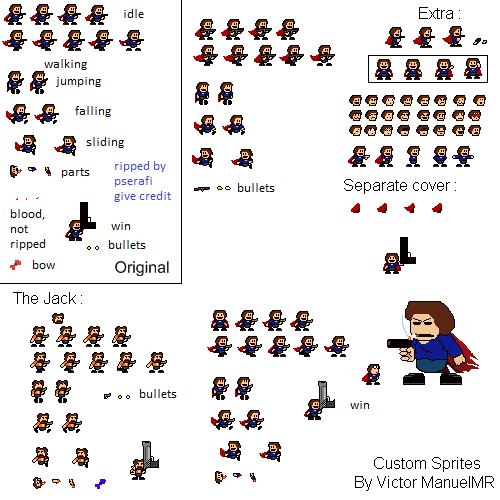 idle
walking
jumping
falling
sliding
parts
ripped by
pserafi
give credit
blood,
not
ripped
win
bullets
bow
Original
bullets
Extra :
Separate cover :
The Jack :
bullets
win
Custom Sprites
By Victor ManuelMR